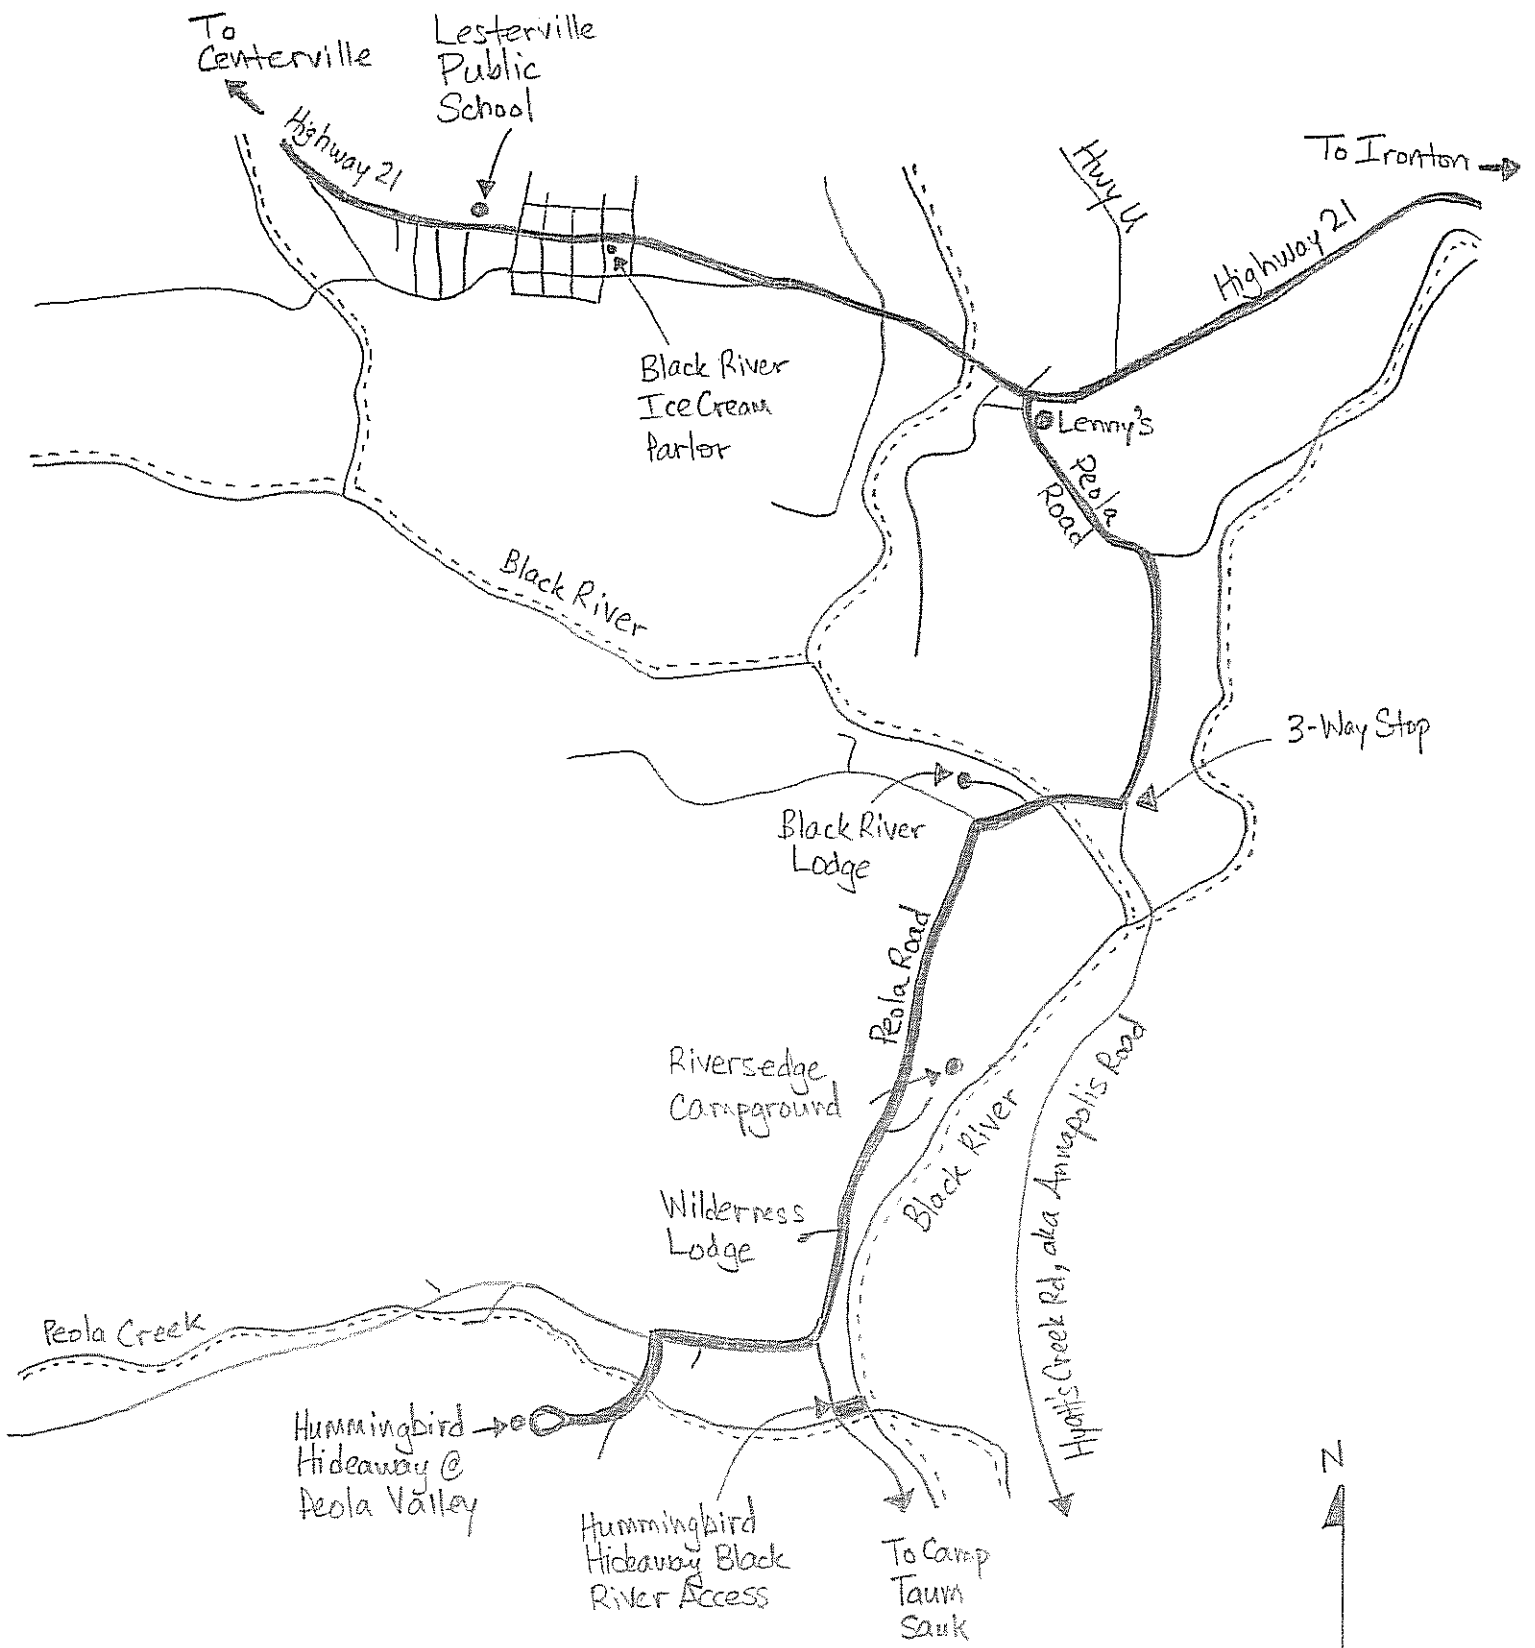 To
Centerville
Lesterville
Public
School
Highway 21
To Ironton
Hwy U
Highway 21
Black River
Ice Cream
Parlor
Lenny's
Peola
Road
Black River
3-Way Stop
Black River
Lodge
Peola Road
Riversedge
Campground
Black River
Hyatts Creek Rd, aka Annapolis Road
Wilderness
Lodge
Peola Creek
Hummingbird
Hideaway @
Peola Valley
Hummingbird
Hideaway Black
River Access
To Camp
Taum
Sauk
N